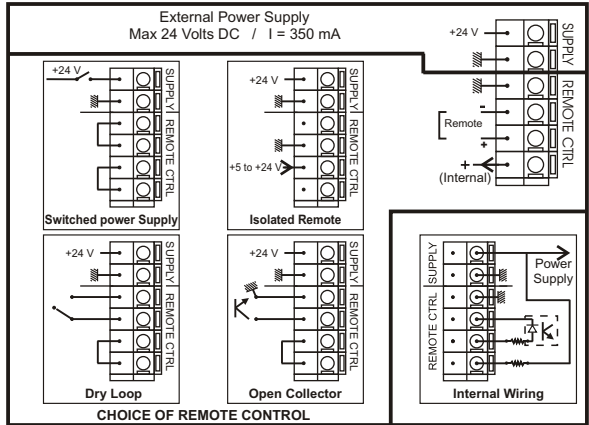 External Power Supply
Max 24 Volts DC / I = 350 mA
+24 V
SUPPLY
REMOTE CTRL
-
Remote
+
+
(Internal)
+24 V
SUPPLY
REMOTE CTRL
Switched power Supply
+24 V
SUPPLY
REMOTE CTRL
+5 to +24 V
Isolated Remote
+24 V
SUPPLY
REMOTE CTRL
Dry Loop
+24 V
SUPPLY
REMOTE CTRL
Open Collector
SUPPLY
REMOTE CTRL
Power
Supply
Internal Wiring
CHOICE OF REMOTE CONTROL